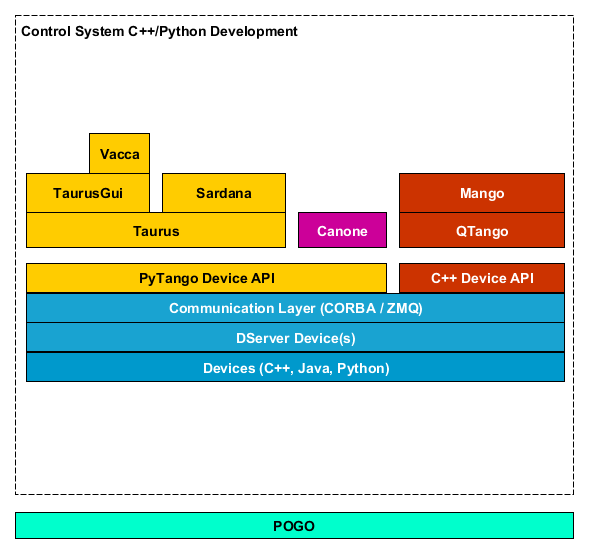 Control System C++/Python Development
Vacca
TaurusGui
Sardana
Mango
Taurus
Canone
QTango
PyTango Device API
C++ Device API
Communication Layer (CORBA / ZMQ)
DServer Device(s)
Devices (C++, Java, Python)
POGO